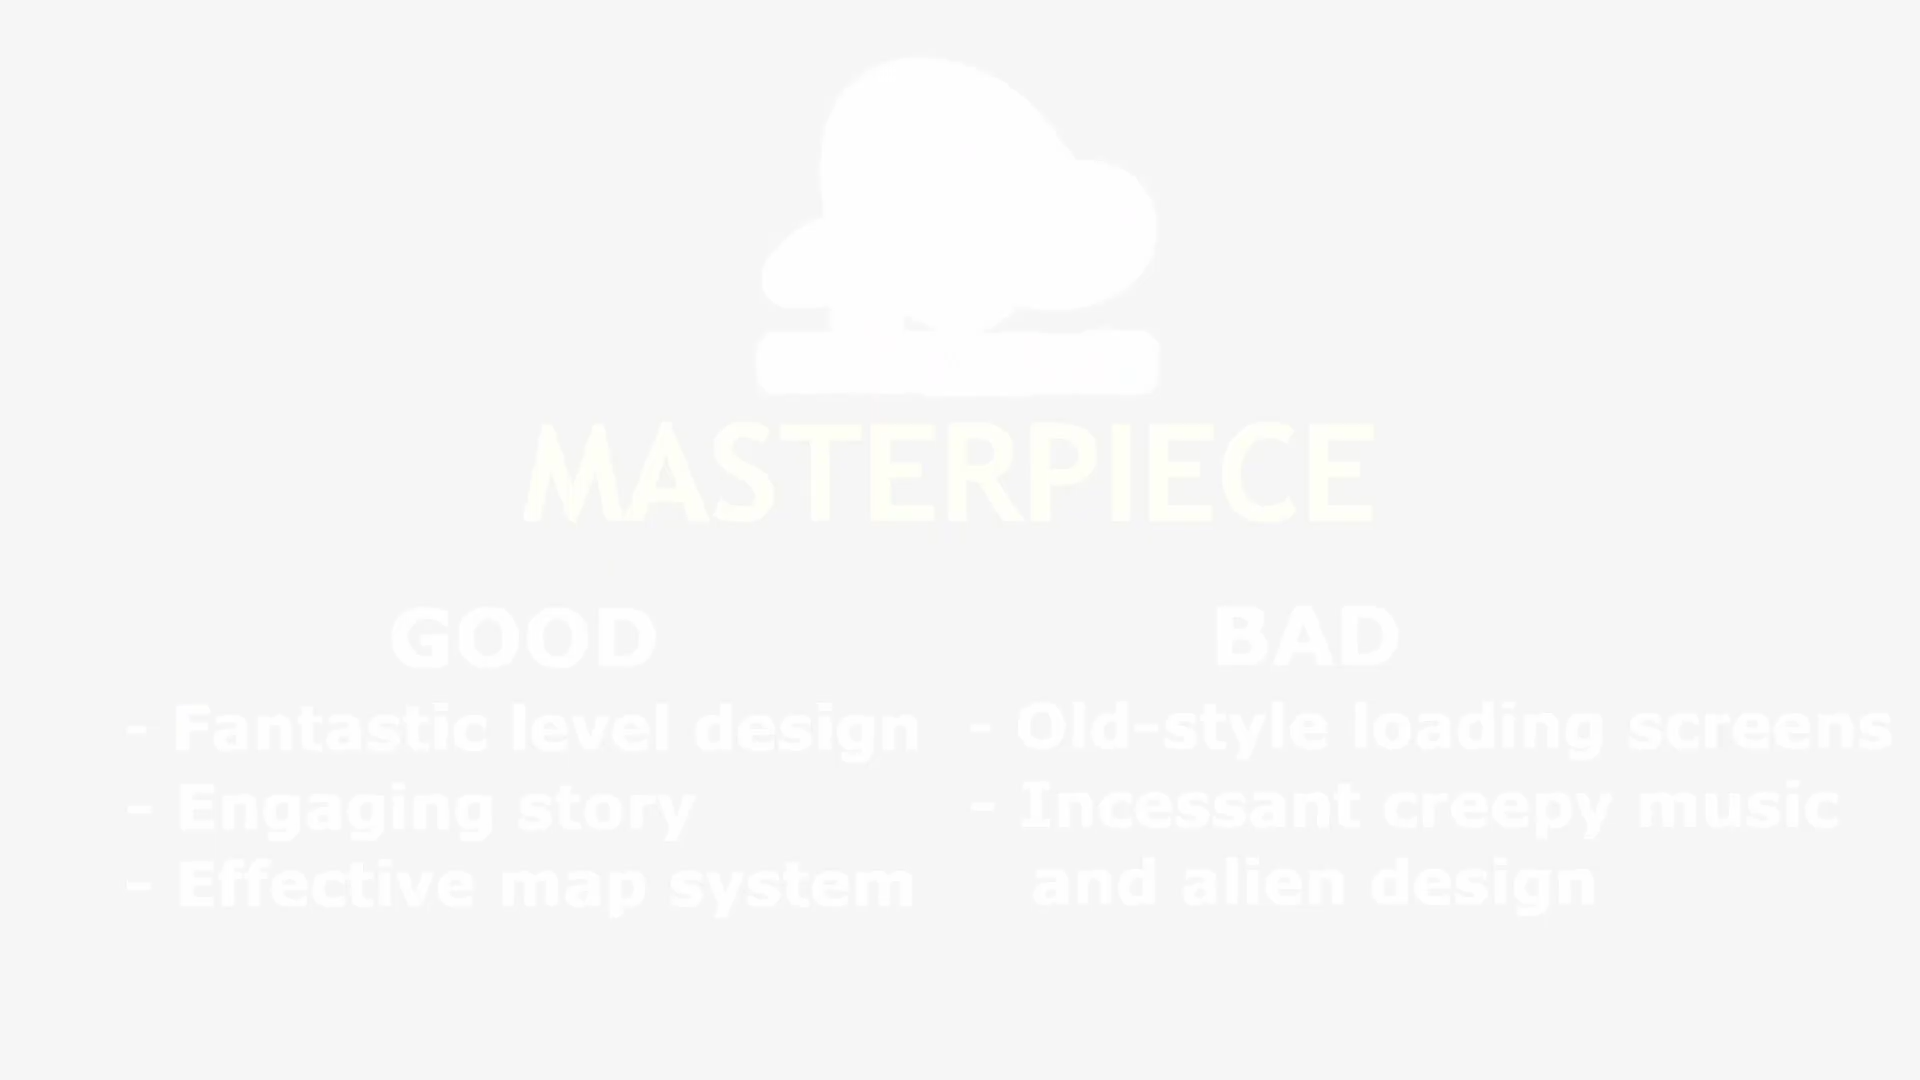 MASTERPIECE
GOOD
- Fantastic level design
- Engaging story
- Effective map system
BAD
- Old-style loading screens
- Incessant creepy music
and alien design